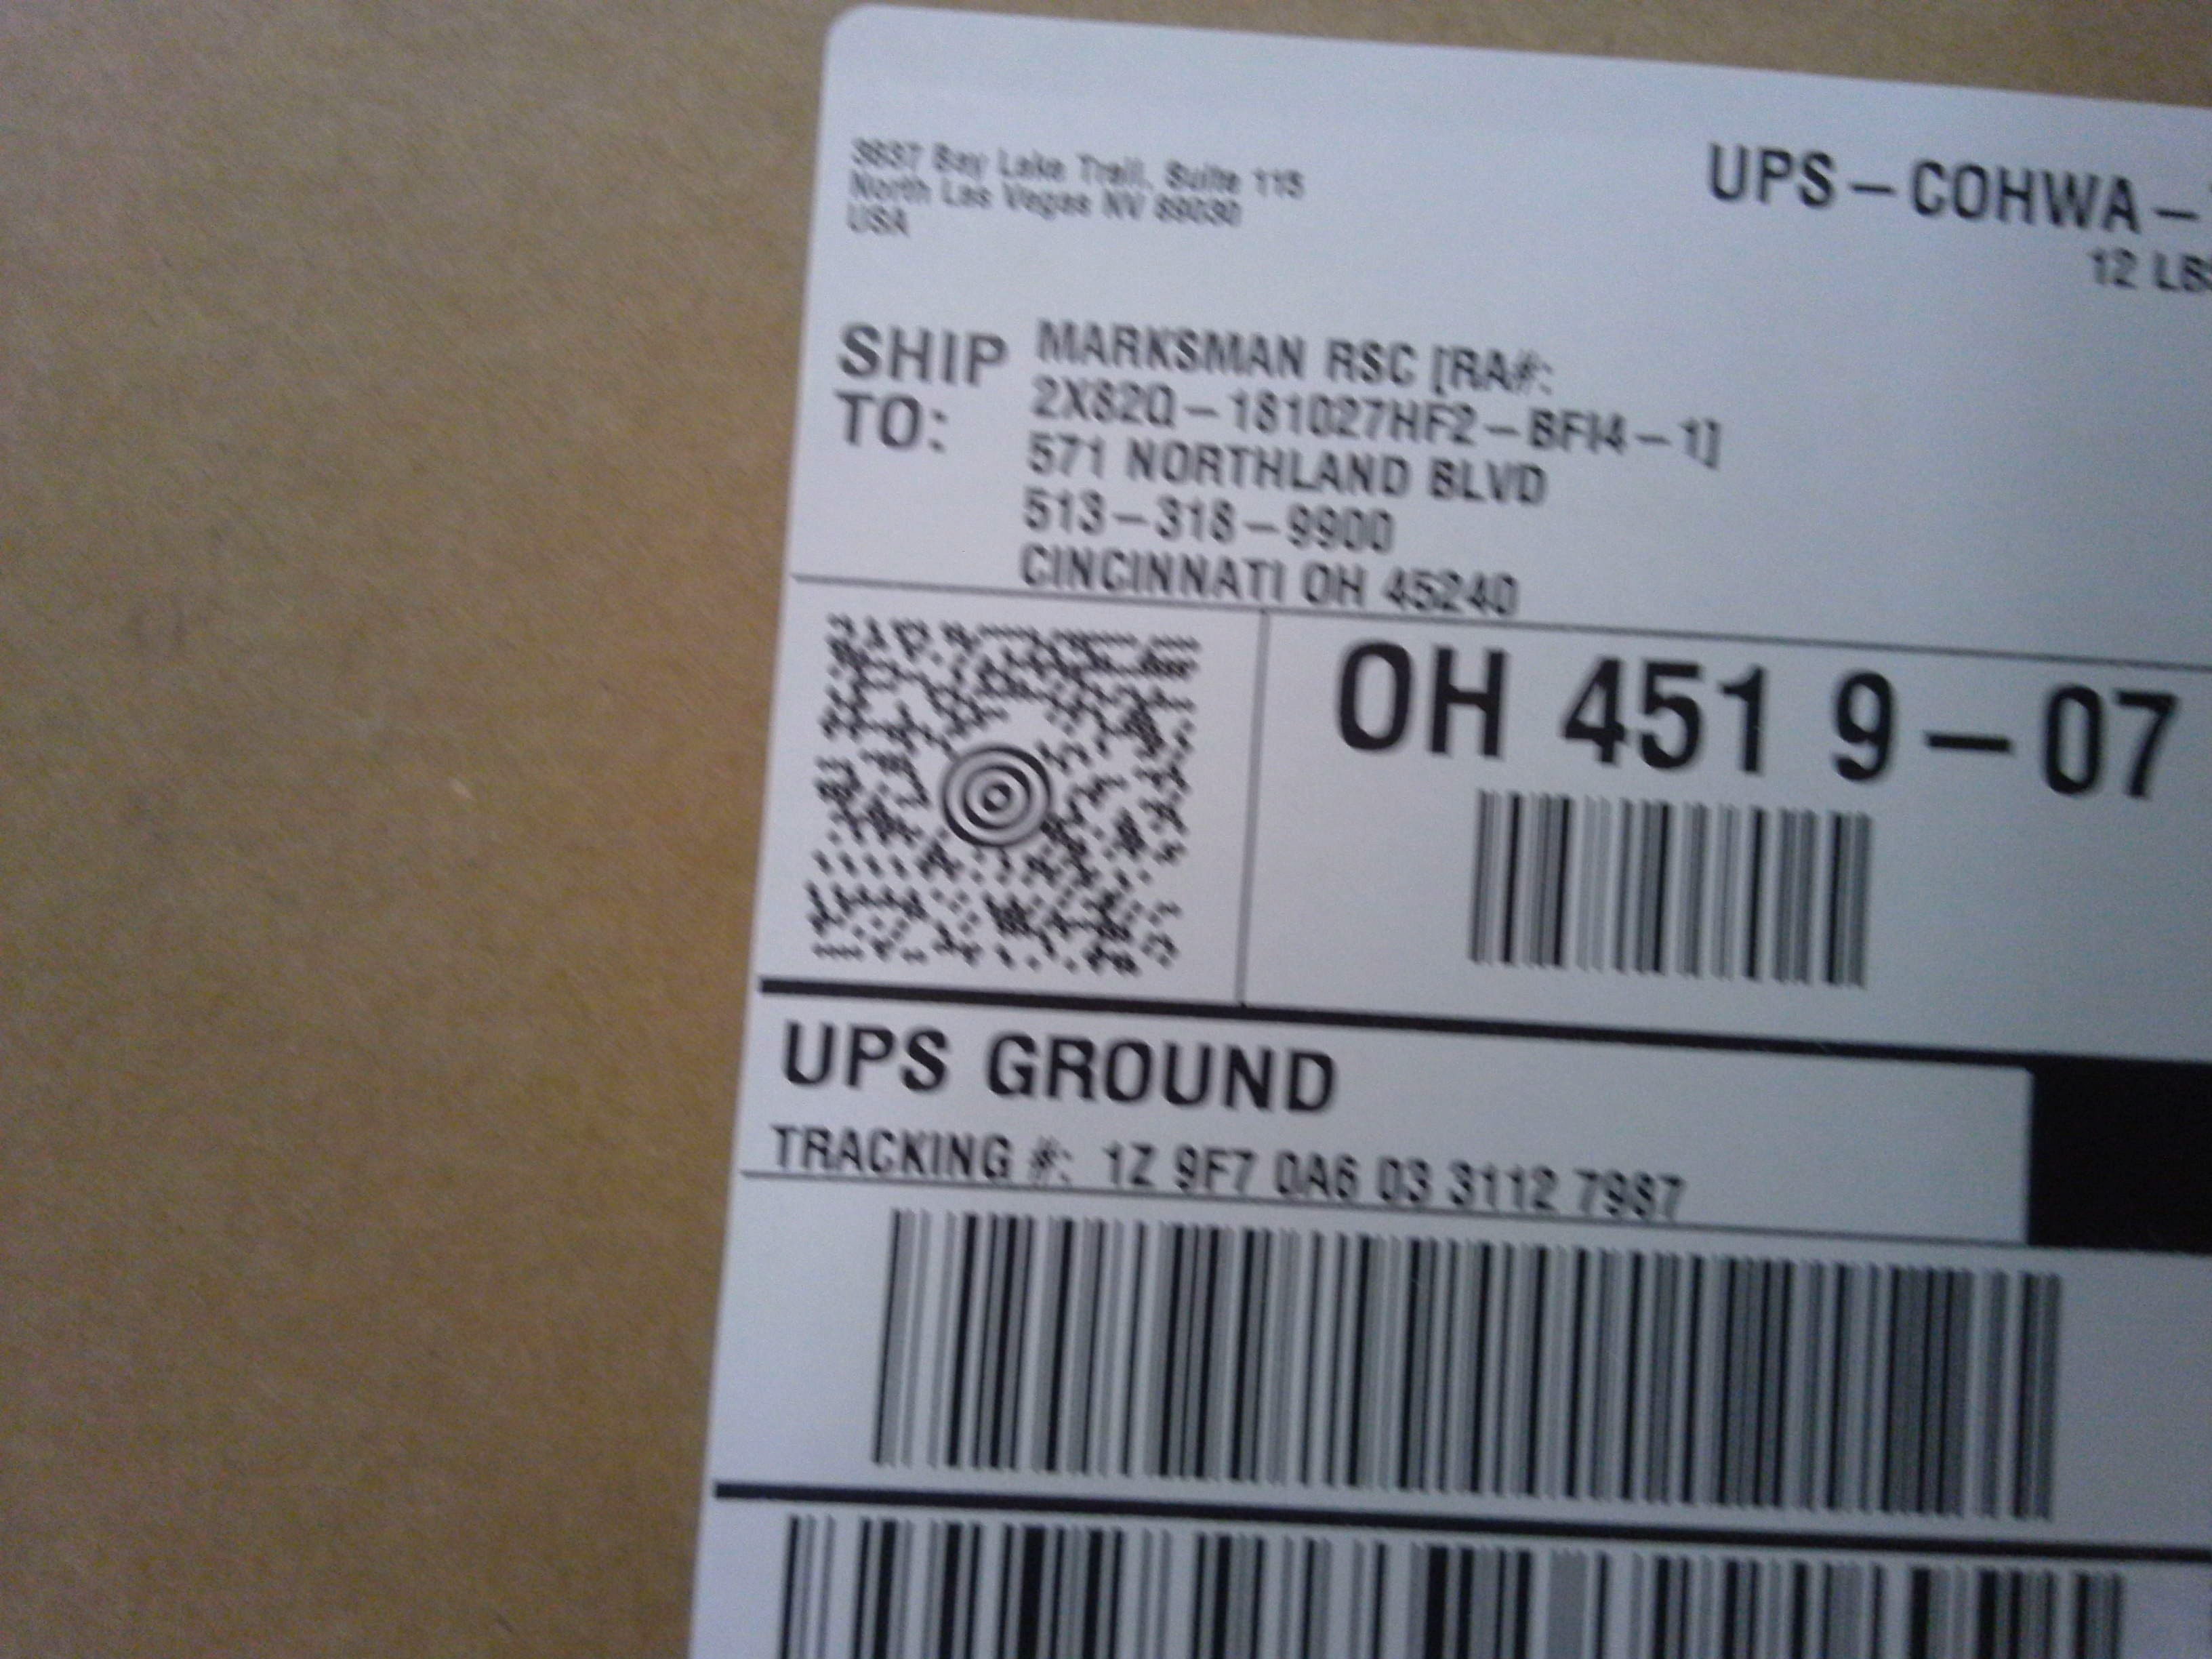 3637 Bay Lake Trail, Suite 115
North Las Vegas NV 89030
USA
UPS-COHWA-
12 LBS
SHIP TO:
MARKSMAN RSC [RA#:
2X82Q-181027HF2-BFI4-1]
571 NORTHLAND BLVD
513-318-9900
CINCINNATI OH 45240
OH 451 9-07
UPS GROUND
TRACKING #: 1Z 9F7 0A6 03 3112 7987